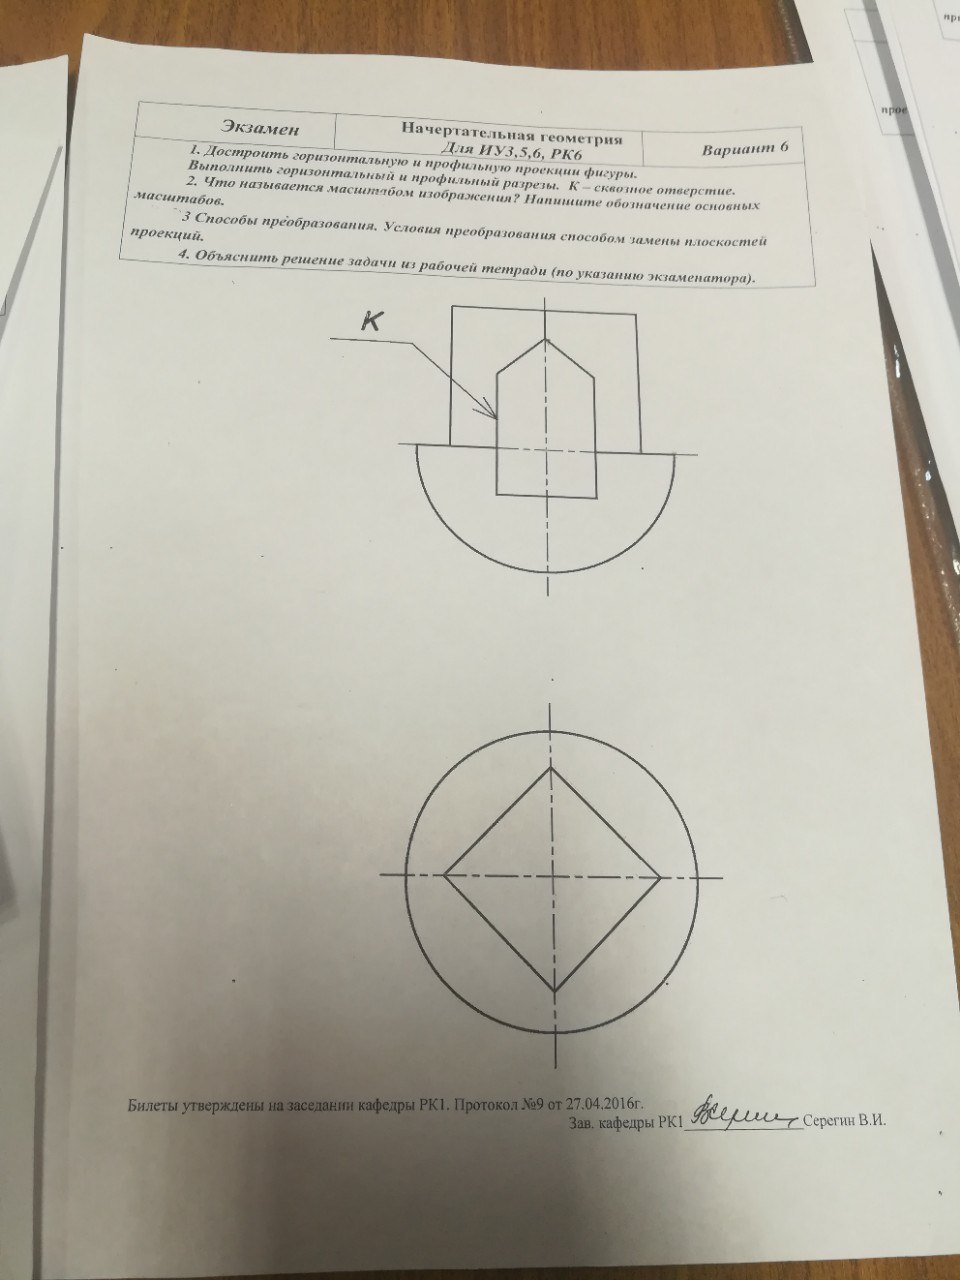 Экзамен
Начертательная геометрия
Для ИУ3,5,6, РК6
Вариант 6
1. Достроить горизонтальную и профильную проекции фигуры.
Выполнить горизонтальный и профильный разрезы. К – сквозное отверстие.
2. Что называется масштабом изображения? Напишите обозначение основных
масштабов.
3 Способы преобразования. Условия преобразования способом замены плоскостей
проекций.
4. Объяснить решение задачи из рабочей тетради (по указанию экзаменатора).
К
Билеты утверждены на заседании кафедры РК1. Протокол №9 от 27.04.2016г.
Зав. кафедры РК1 Серегин В.И.